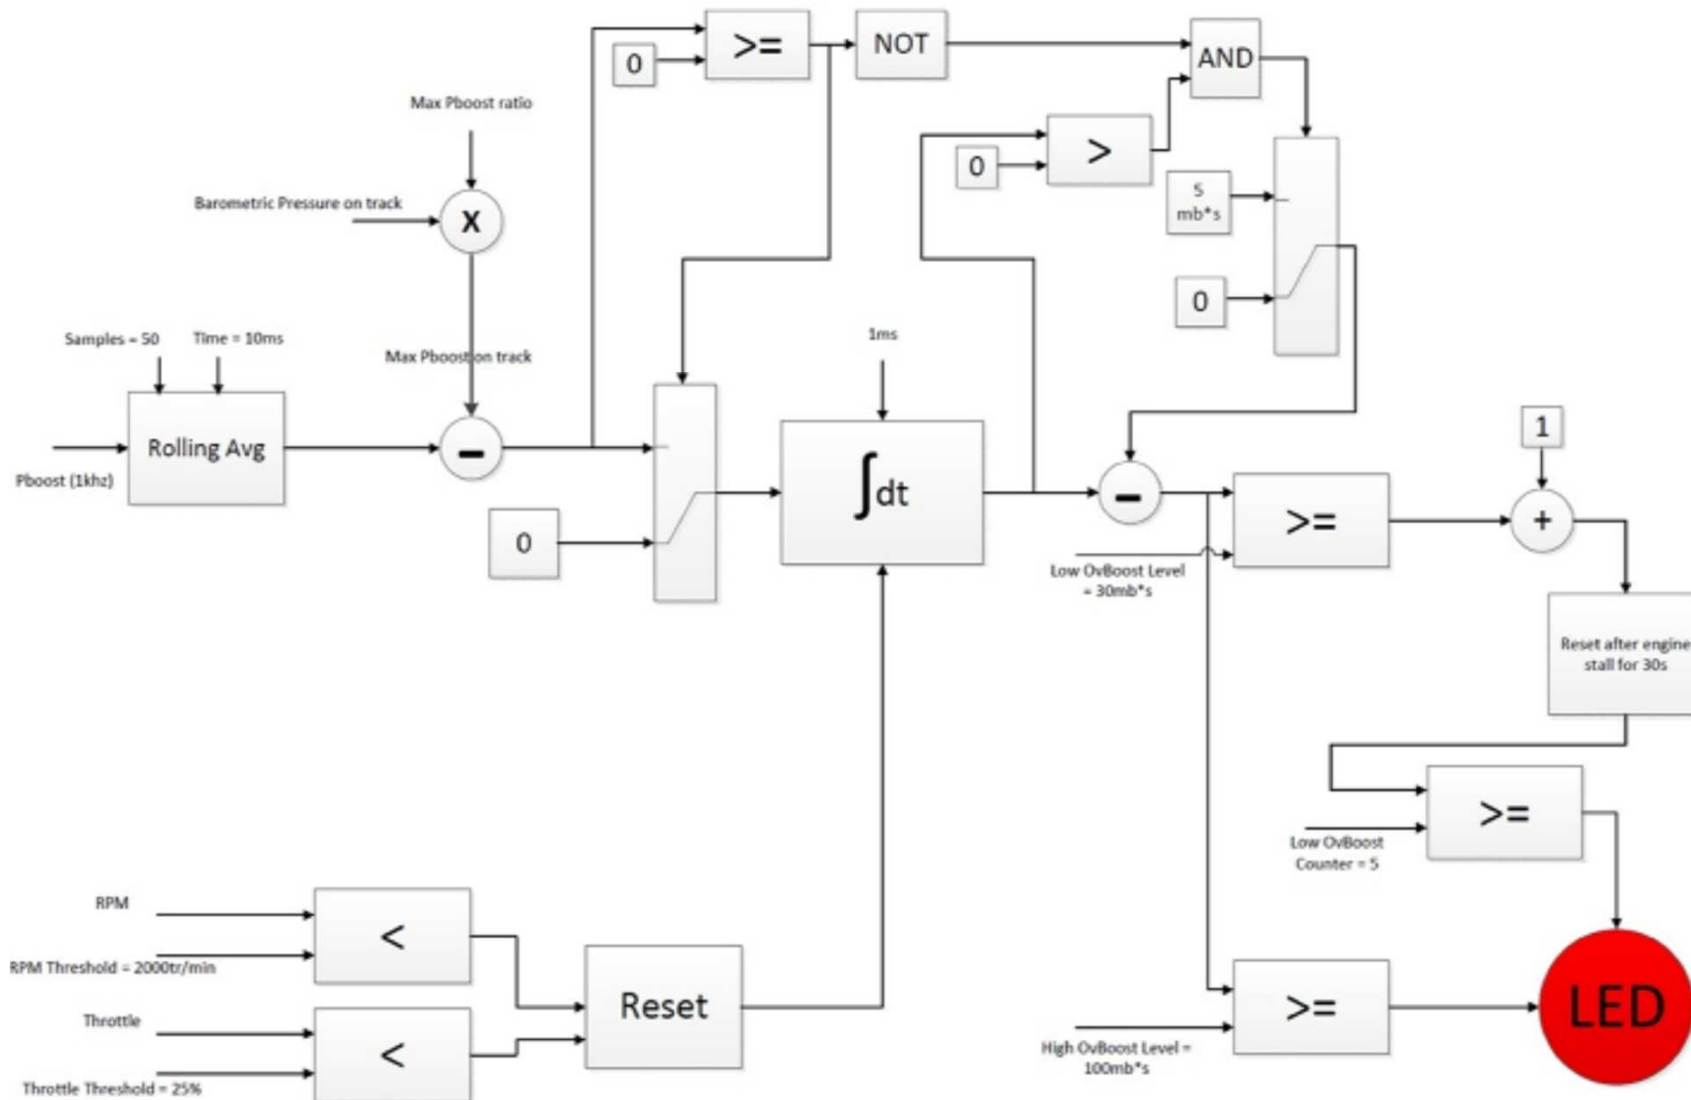 >=
NOT
AND
0
Max Pboost ratio
>
0
5
mb*s
Barometric Pressure on track
X
0
Samples = 50
Time = 10ms
1ms
Max Pboost on track
Rolling Avg
-
Pboost (1khz)
∫dt
1
0
-
>=
+
Low OvBoost Level
= 30mb*s
Reset after engine
stall for 30s
>=
Low OvBoost
Counter = 5
RPM
<
RPM Threshold = 2000tr/min
Reset
>=
LED
Throttle
<
High OvBoost Level =
100mb*s
Throttle Threshold = 25%